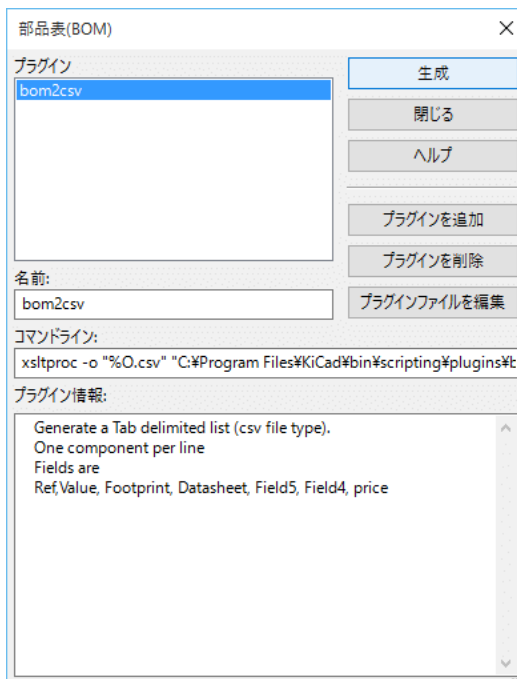 部品表(BOM)
プラグイン
bom2csv
生成
閉じる
ヘルプ
プラグインを追加
プラグインを削除
プラグインファイルを編集
名前:
bom2csv
コマンドライン:
xsltproc -o "%O.csv" "C:¥Program Files¥KiCad¥bin¥scripting¥plugins¥b
プラグイン情報:
Generate a Tab delimited list (csv file type).
One component per line
Fields are
Ref,Value, Footprint, Datasheet, Field5, Field4, price